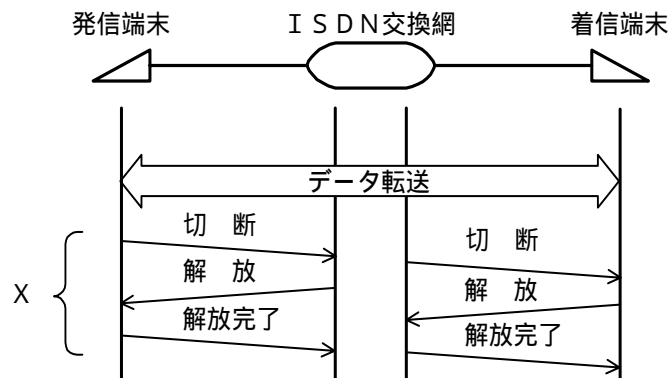 発信端末
ＩＳＤＮ交換網
着信端末
データ転送
切　断
切　断
解　放
解　放
解放完了
解放完了
X